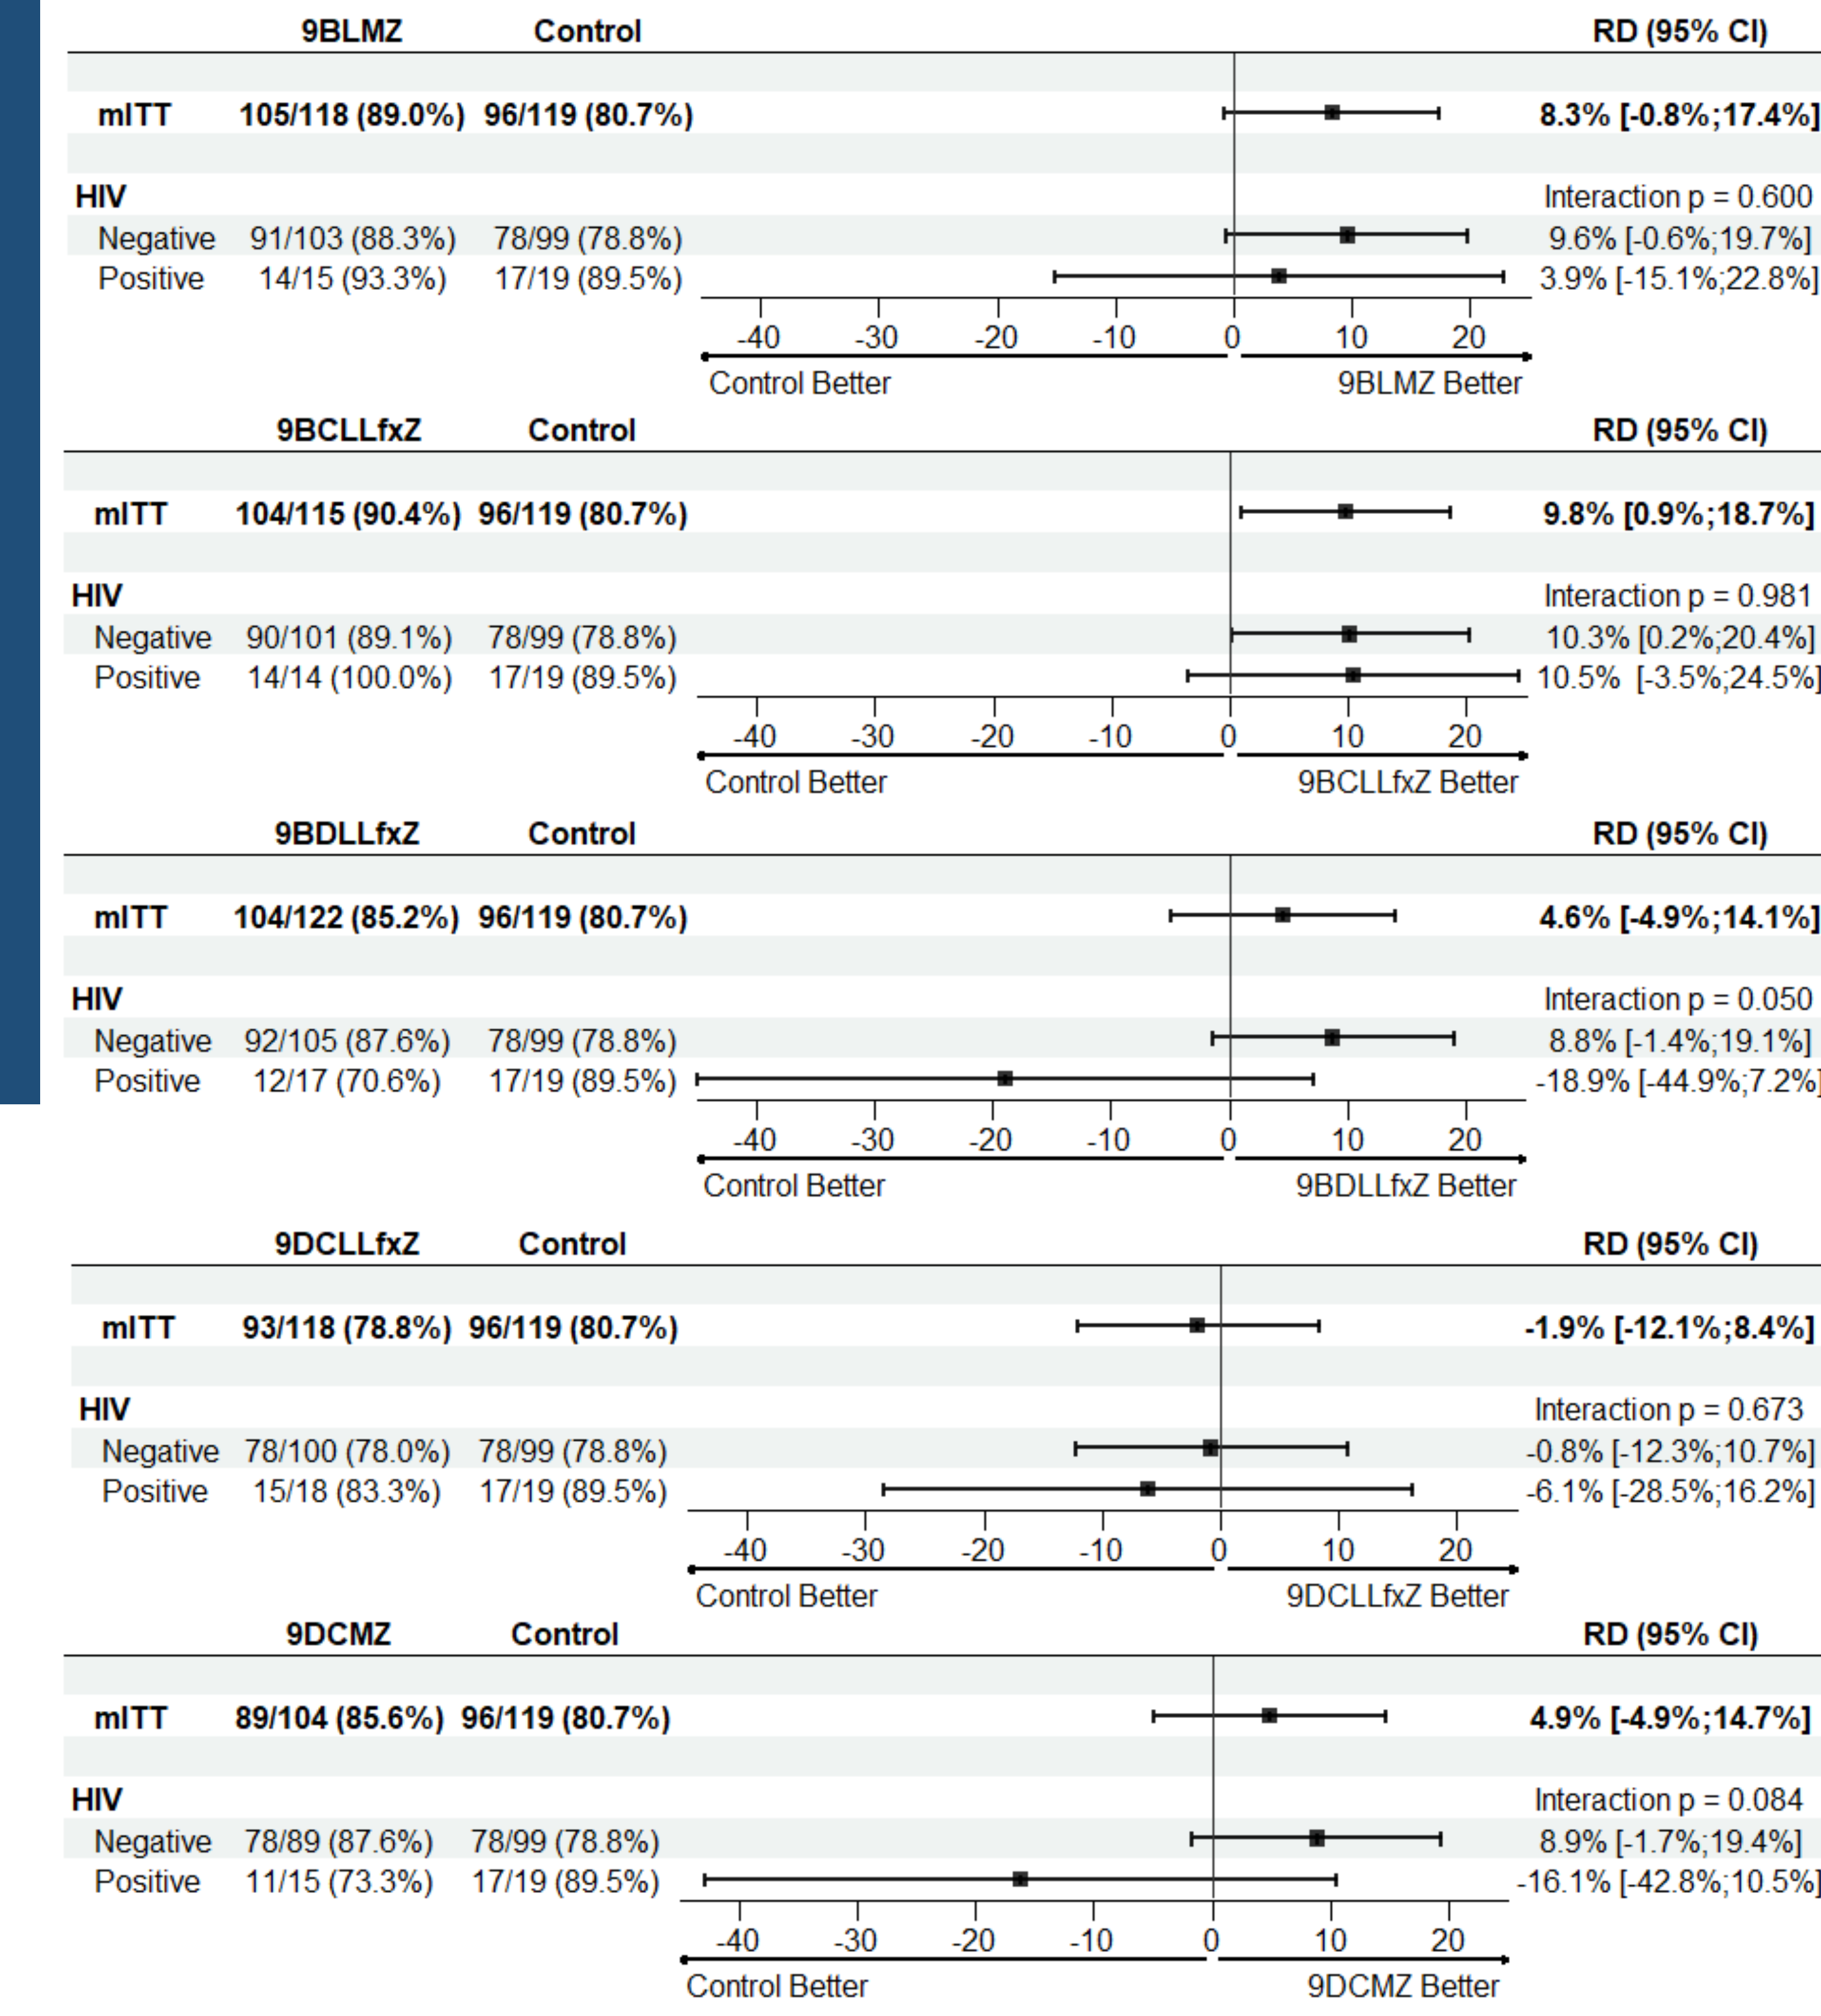 9BLMZ Control RD (95% CI)
mITT 105/118 (89.0%) 96/119 (80.7%) 8.3% [-0.8%;17.4%]
HIV Interaction p = 0.600
Negative 91/103 (88.3%) 78/99 (78.8%) 9.6% [-0.6%;19.7%]
Positive 14/15 (93.3%) 17/19 (89.5%) 3.9% [-15.1%;22.8%]
-40 -30 -20 -10 0 10 20
Control Better 9BLMZ Better
9BCLLfxZ Control RD (95% CI)
mITT 104/115 (90.4%) 96/119 (80.7%) 9.8% [0.9%;18.7%]
HIV Interaction p = 0.981
Negative 90/101 (89.1%) 78/99 (78.8%) 10.3% [0.2%;20.4%]
Positive 14/14 (100.0%) 17/19 (89.5%) 10.5% [-3.5%;24.5%]
-40 -30 -20 -10 0 10 20
Control Better 9BCLLfxZ Better
9BDLLfxZ Control RD (95% CI)
mITT 104/122 (85.2%) 96/119 (80.7%) 4.6% [-4.9%;14.1%]
HIV Interaction p = 0.050
Negative 92/105 (87.6%) 78/99 (78.8%) 8.8% [-1.4%;19.1%]
Positive 12/17 (70.6%) 17/19 (89.5%) -18.9% [-44.9%;7.2%]
-40 -30 -20 -10 0 10 20
Control Better 9BDLLfxZ Better
9DCLLfxZ Control RD (95% CI)
mITT 93/118 (78.8%) 96/119 (80.7%) -1.9% [-12.1%;8.4%]
HIV Interaction p = 0.673
Negative 78/100 (78.0%) 78/99 (78.8%) -0.8% [-12.3%;10.7%]
Positive 15/18 (83.3%) 17/19 (89.5%) -6.1% [-28.5%;16.2%]
-40 -30 -20 -10 0 10 20
Control Better 9DCLLfxZ Better
9DCMZ Control RD (95% CI)
mITT 89/104 (85.6%) 96/119 (80.7%) 4.9% [-4.9%;14.7%]
HIV Interaction p = 0.084
Negative 78/89 (87.6%) 78/99 (78.8%) 8.9% [-1.7%;19.4%]
Positive 11/15 (73.3%) 17/19 (89.5%) -16.1% [-42.8%;10.5%]
-40 -30 -20 -10 0 10 20
Control Better 9DCMZ Better